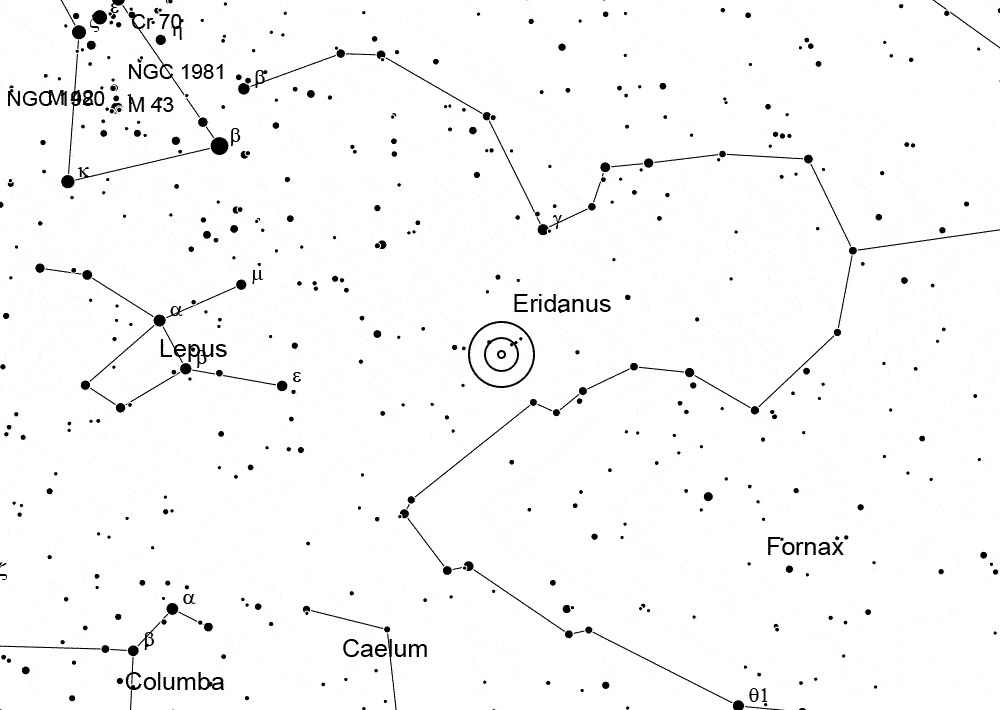 ε
ζ
Cr 70
η
NGC 1981
β
M 43
β
κ
γ
μ
Eridanus
α
Lepus
β
ε
Fornax
ξ
α
β
Caelum
Columba
θ1